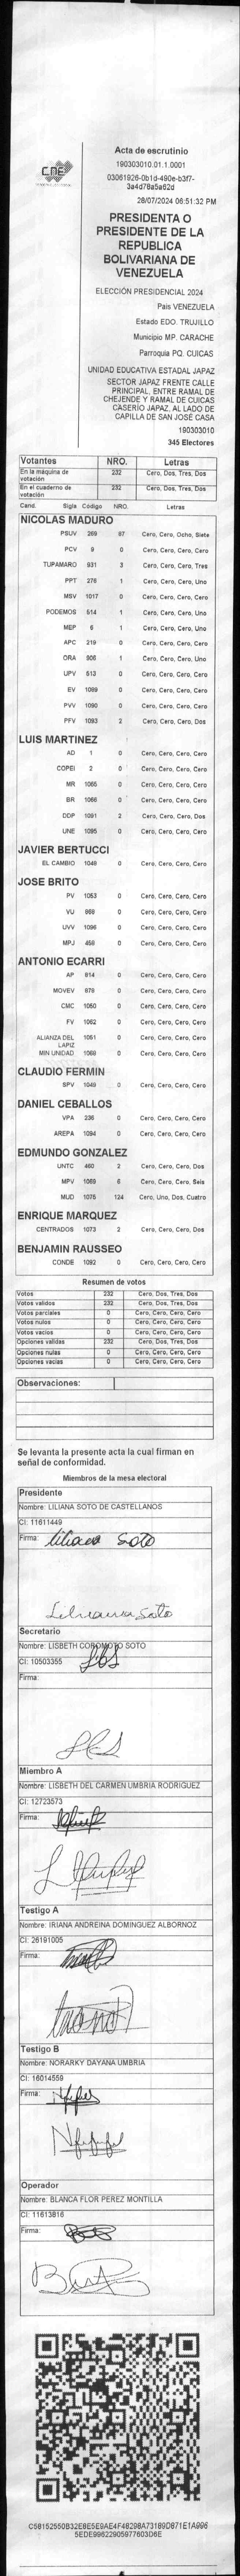 CNE
Acta de escrutinio
190303010.01.1.0001
03061926-0b1d-490e-b3f7-
3a4d78a5a62d
28/07/2024 06:51:32 PM
PRESIDENTA O
PRESIDENTE DE LA
REPUBLICA
BOLIVARIANA DE
VENEZUELA
ELECCIÓN PRESIDENCIAL 2024
Pais VENEZUELA
Estado EDO. TRUJILLO
Municipio MP. CARACHE
Parroquia PQ. CUICAS
UNIDAD EDUCATIVA ESTADAL JAPAZ
SECTOR JAPAZ FRENTE CALLE
PRINCIPAL, ENTRE RAMAL DE
CHEJENDE Y RAMAL DE CUICAS
CASERIO JAPAZ, AL LADO DE
CAPILLA DE SAN JOSÉ CASA
190303010
345 Electores
Votantes NRO. Letras
En la máquina de votación 232 Cero, Dos, Tres, Dos
En el cuaderno de votación 232 Cero, Dos, Tres, Dos
Cand. Sigla Código NRO. Letras
NICOLAS MADURO
PSUV 269 87 Cero, Cero, Ocho, Siete
PCV 9 0 Cero, Cero, Cero, Cero
TUPAMARO 931 3 Cero, Cero, Cero, Tres
PPT 276 1 Cero, Cero, Cero, Uno
MSV 1017 0 Cero, Cero, Cero, Cero
PODEMOS 514 1 Cero, Cero, Cero, Uno
MEP 6 1 Cero, Cero, Cero, Uno
APC 219 0 Cero, Cero, Cero, Cero
ORA 806 1 Cero, Cero, Cero, Uno
UPV 513 0 Cero, Cero, Cero, Cero
EV 1089 0 Cero, Cero, Cero, Cero
PVV 1090 0 Cero, Cero, Cero, Cero
PFV 1093 2 Cero, Cero, Cero, Dos
LUIS MARTINEZ
AD 1 0 Cero, Cero, Cero, Cero
COPEI 2 0 Cero, Cero, Cero, Cero
MR 1065 0 Cero, Cero, Cero, Cero
BR 1066 0 Cero, Cero, Cero, Cero
DDP 1091 2 Cero, Cero, Cero, Dos
UNE 1095 0 Cero, Cero, Cero, Cero
JAVIER BERTUCCI
EL CAMBIO 1048 0 Cero, Cero, Cero, Cero
JOSE BRITO
PV 1053 0 Cero, Cero, Cero, Cero
VU 868 0 Cero, Cero, Cero, Cero
UVV 1096 0 Cero, Cero, Cero, Cero
MPJ 458 0 Cero, Cero, Cero, Cero
ANTONIO ECARRI
AP 914 0 Cero, Cero, Cero, Cero
MOVEV 878 0 Cero, Cero, Cero, Cero
CMC 1050 0 Cero, Cero, Cero, Cero
FV 1062 0 Cero, Cero, Cero, Cero
ALIANZA DEL LAPIZ 1051 0 Cero, Cero, Cero, Cero
MIN UNIDAD 1068 0 Cero, Cero, Cero, Cero
CLAUDIO FERMIN
SPV 1049 0 Cero, Cero, Cero, Cero
DANIEL CEBALLOS
VPA 236 0 Cero, Cero, Cero, Cero
AREPA 1094 0 Cero, Cero, Cero, Cero
EDMUNDO GONZALEZ
UNTC 460 2 Cero, Cero, Cero, Dos
MPV 1069 6 Cero, Cero, Cero, Seis
MUD 1075 124 Cero, Uno, Dos, Cuatro
ENRIQUE MARQUEZ
CENTRADOS 1073 2 Cero, Cero, Cero, Dos
BENJAMIN RAUSSEO
CONDE 1092 0 Cero, Cero, Cero, Cero
Resumen de votos
Votos 232 Cero, Dos, Tres, Dos
Votos validos 232 Cero, Dos, Tres, Dos
Votos parciales 0 Cero, Cero, Cero, Cero
Votos nulos 0 Cero, Cero, Cero, Cero
Votos vacios 0 Cero, Cero, Cero, Cero
Opciones validas 232 Cero, Dos, Tres, Dos
Opciones nulas 0 Cero, Cero, Cero, Cero
Opciones vacias 0 Cero, Cero, Cero, Cero
Observaciones:
Se levanta la presente acta la cual firman en
señal de conformidad.
Miembros de la mesa electoral
Presidente
Nombre: LILIANA SOTO DE CASTELLANOS
CI: 11611449
Firma: Liliana Soto
Liliana Soto
Secretario
Nombre: LISBETH COROMOTO SOTO
CI: 10503355
Firma:
Miembro A
Nombre: LISBETH DEL CARMEN UMBRIA RODRIGUEZ
CI: 12723573
Firma:
Testigo A
Nombre: IRIANA ANDREINA DOMINGUEZ ALBORNOZ
CI: 26191005
Firma:
Testigo B
Nombre: NORARKY DAYANA UMBRIA
CI: 16014559
Firma:
Operador
Nombre: BLANCA FLOR PEREZ MONTILLA
CI: 11613816
Firma:
C58152550B32E8E5E9AE4F48298A73189D871E1A996
5EDE99622905977603D6E